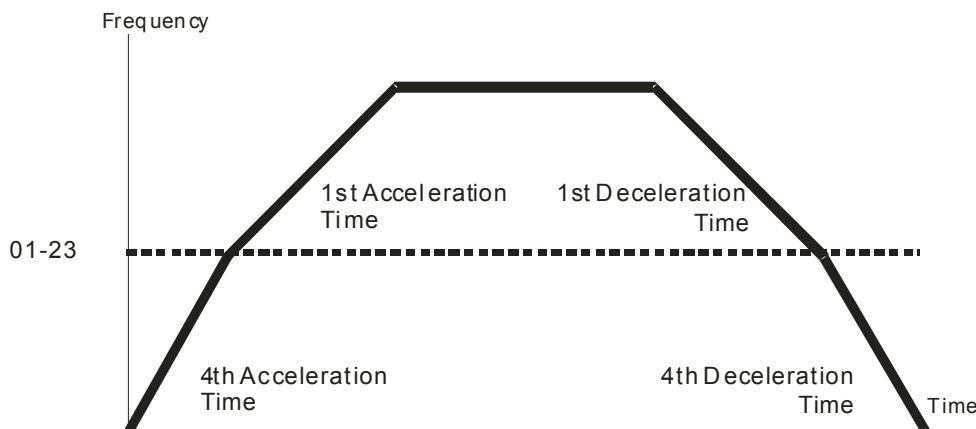 Frequency
1st Acceleration
Time
1st Deceleration
Time
01-23
4th Acceleration
Time
4th Deceleration
Time
Time